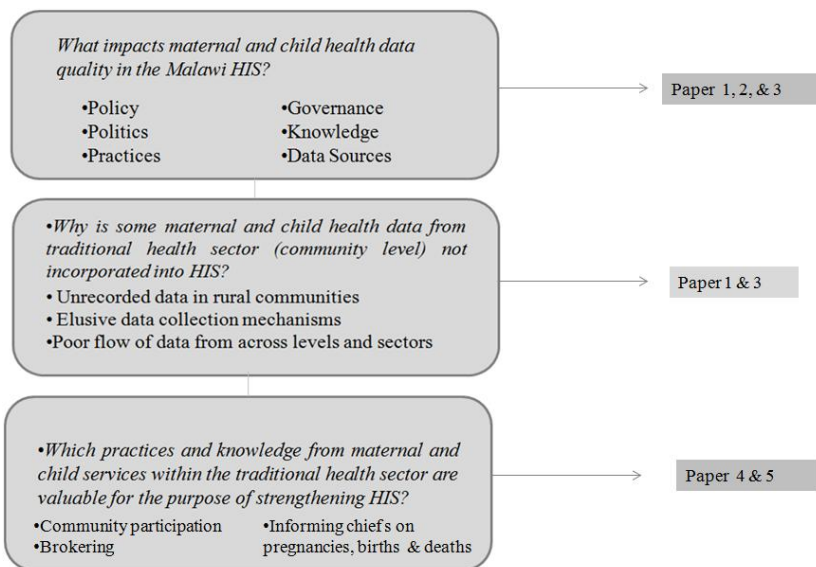 What impacts maternal and child health data
quality in the Malawi HIS?
•Policy
•Politics
•Practices
•Governance
•Knowledge
•Data Sources
Paper 1, 2, & 3
•Why is some maternal and child health data from
traditional health sector (community level) not
incorporated into HIS?
• Unrecorded data in rural communities
• Elusive data collection mechanisms
•Poor flow of data from across levels and sectors
Paper 1 & 3
•Which practices and knowledge from maternal and
child services within the traditional health sector are
valuable for the purpose of strengthening HIS?
•Community participation
•Brokering
•Informing chief's on
pregnancies, births & deaths
Paper 4 & 5